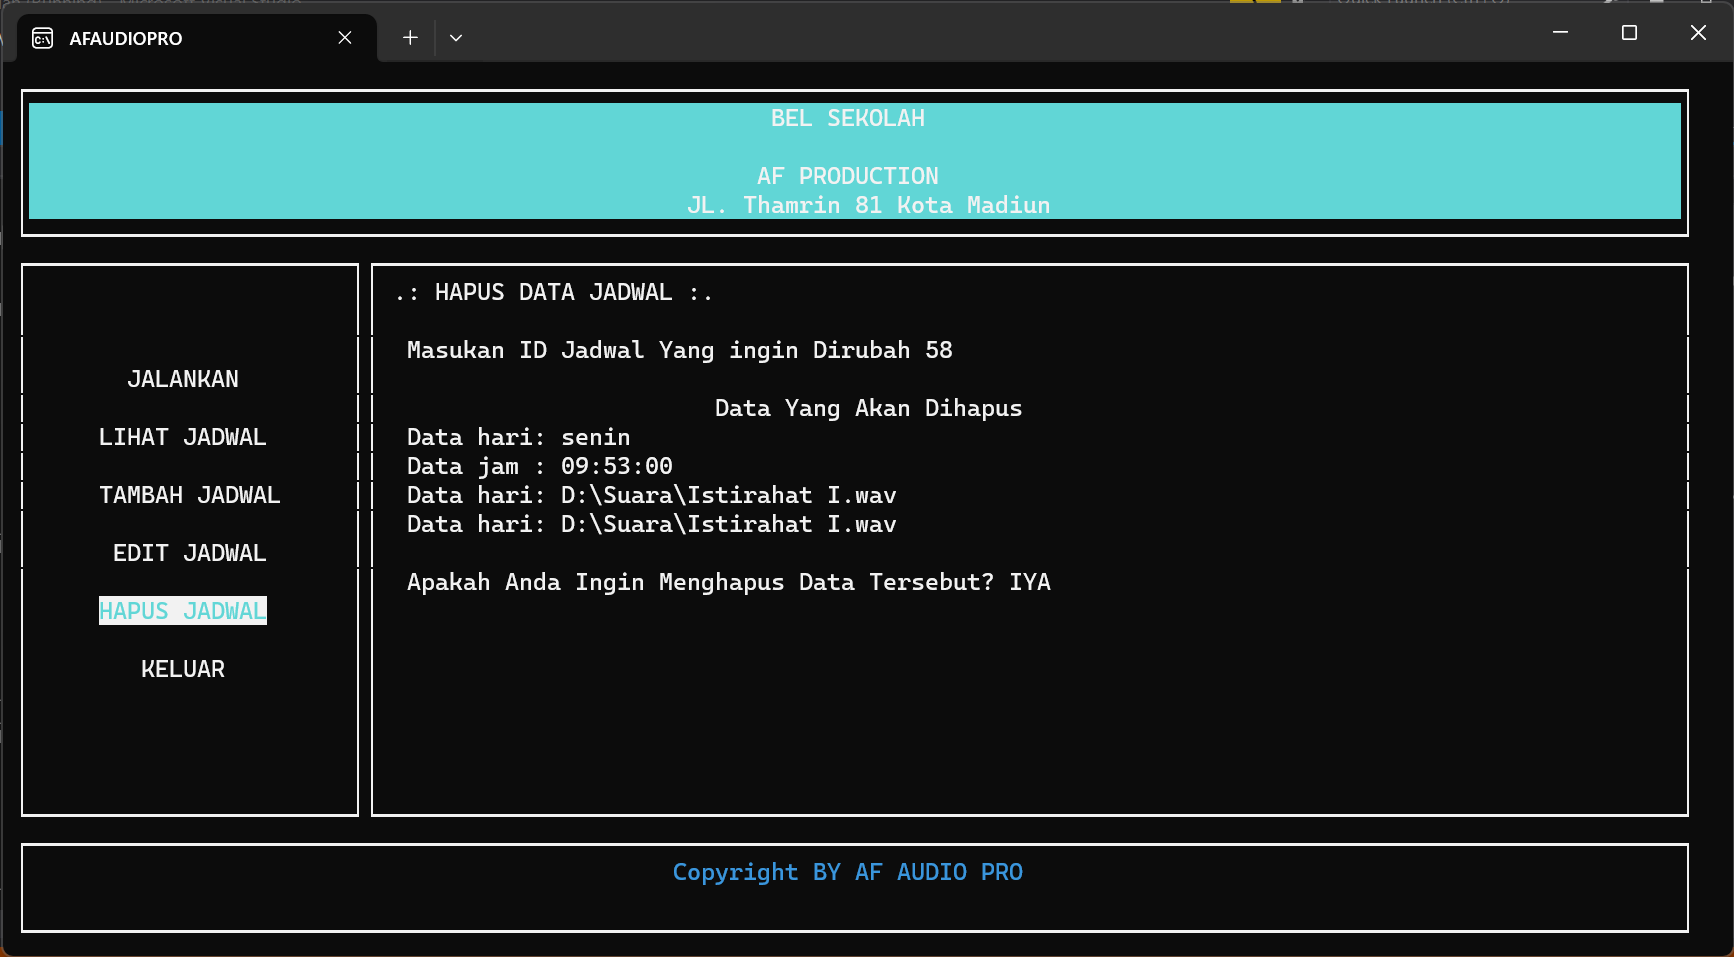 AFAUDIOPRO
BEL SEKOLAH
AF PRODUCTION
JL. Thamrin 81 Kota Madiun
JALANKAN
LIHAT JADWAL
TAMBAH JADWAL
EDIT JADWAL
HAPUS JADWAL
KELUAR
.: HAPUS DATA JADWAL :.
Masukan ID Jadwal Yang ingin Dirubah 58
Data Yang Akan Dihapus
Data hari: senin
Data jam : 09:53:00
Data hari: D:\Suara\Istirahat I.wav
Data hari: D:\Suara\Istirahat I.wav
Apakah Anda Ingin Menghapus Data Tersebut? IYA
Copyright BY AF AUDIO PRO